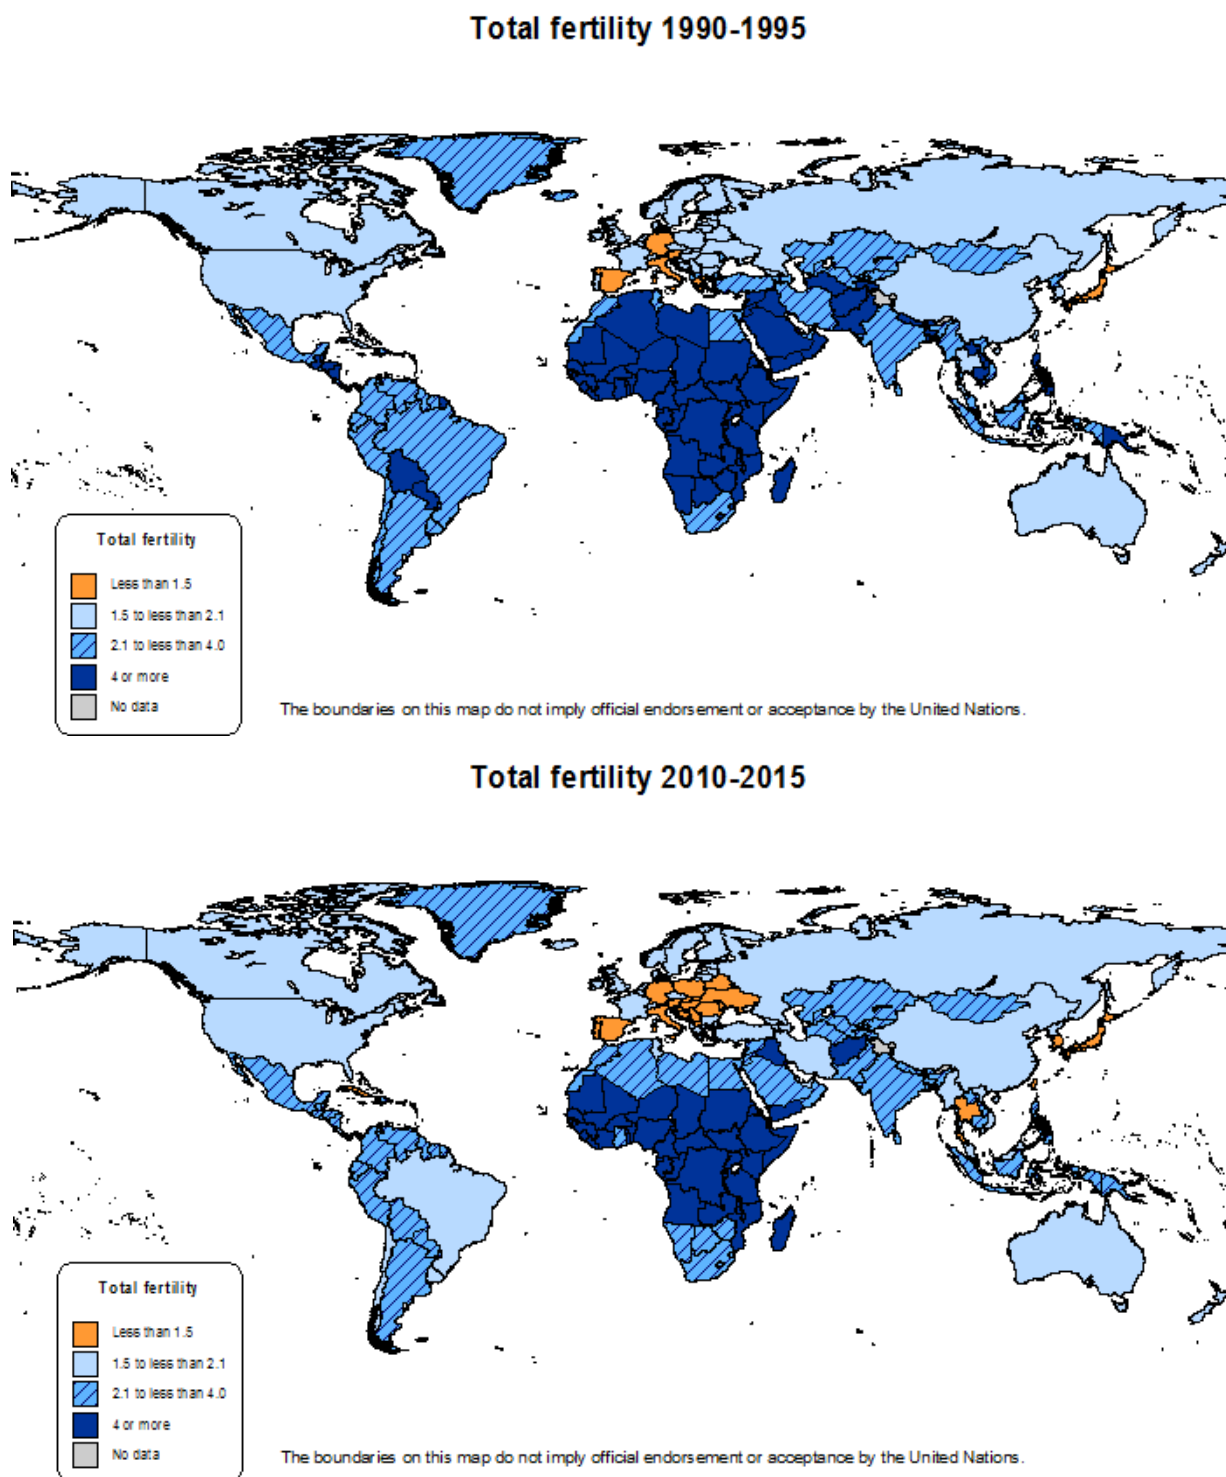 Total fertility 1990-1995
Total fertility
Less than 1.5
1.5 to less than 2.1
2.1 to less than 4.0
4 or more
No data
The boundaries on this map do not imply official endorsement or acceptance by the United Nations.
Total fertility 2010-2015
Total fertility
Less than 1.5
1.5 to less than 2.1
2.1 to less than 4.0
4 or more
No data
The boundaries on this map do not imply official endorsement or acceptance by the United Nations.